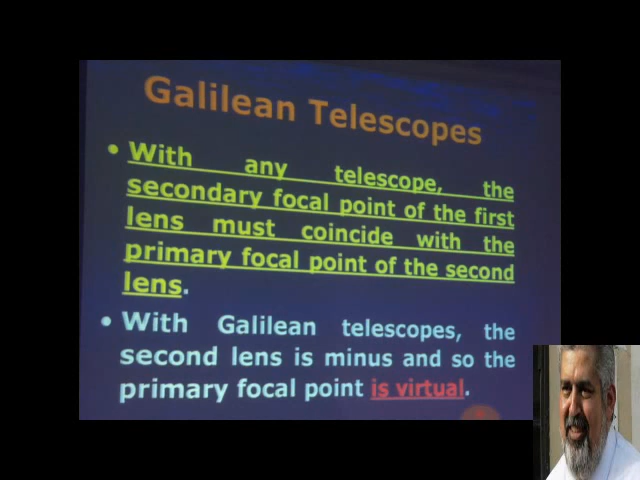 Galilean Telescopes
• With any telescope, the
secondary focal point of the first
lens must coincide with the
primary focal point of the second
lens.
• With Galilean telescopes, the
second lens is minus and so the
primary focal point is virtual.